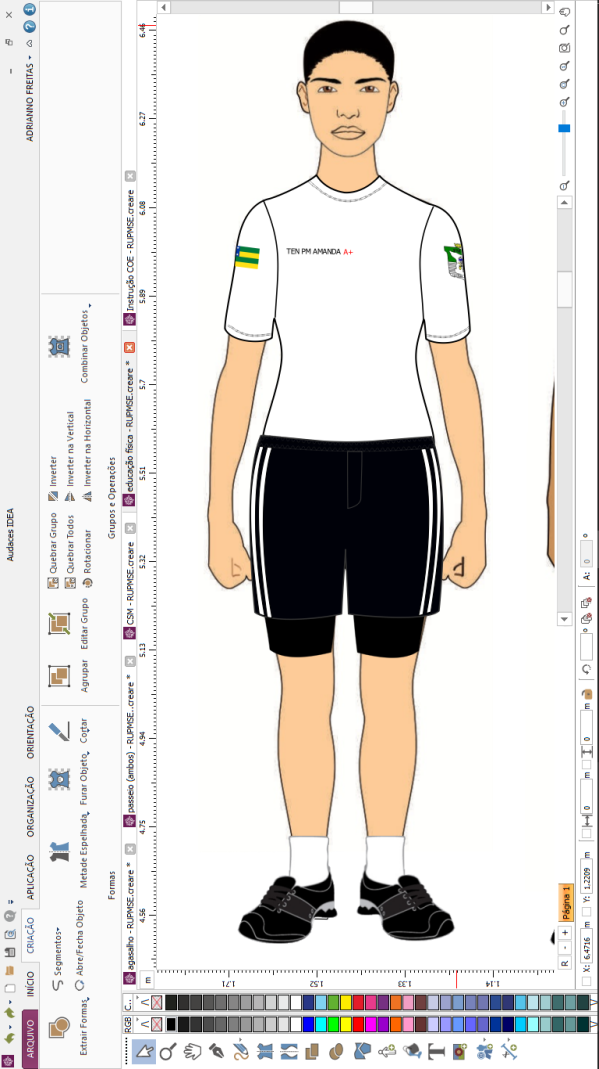 Audaces IDEA
ADRIANNO FREITAS
ARQUIVO
INÍCIO
CRIAÇÃO
APLICAÇÃO
ORGANIZAÇÃO
ORIENTAÇÃO
Extrair Formas
Segmentos
Abre/Fecha Objeto
Metade Espelhada
Furar Objeto
Cortar
Formas
Agrupar
Editar Grupo
Quebrar Grupo
Quebrar Todos
Rotacionar
Inverter
Inverter na Vertical
Inverter na Horizontal
Combinar Objetos
Grupos e Operações
agasalho - RUPMSE.creare *
passeio (ambos) - RUPMSE..creare *
CSM - RUPMSE.creare
educação física - RUPMSE.creare *
Instrução COE - RUPMSE.creare
m
4.56
4.75
4.94
5.13
5.32
5.51
5.7
5.89
6.08
6.27
6.46
1.71
1.52
1.33
1.14
TEN PM AMANDA A+
RGB
C...
R - +
Página 1
X: 6.4716 m
Y: 1.2209 m
0 m
0 m
°
A: 0 °